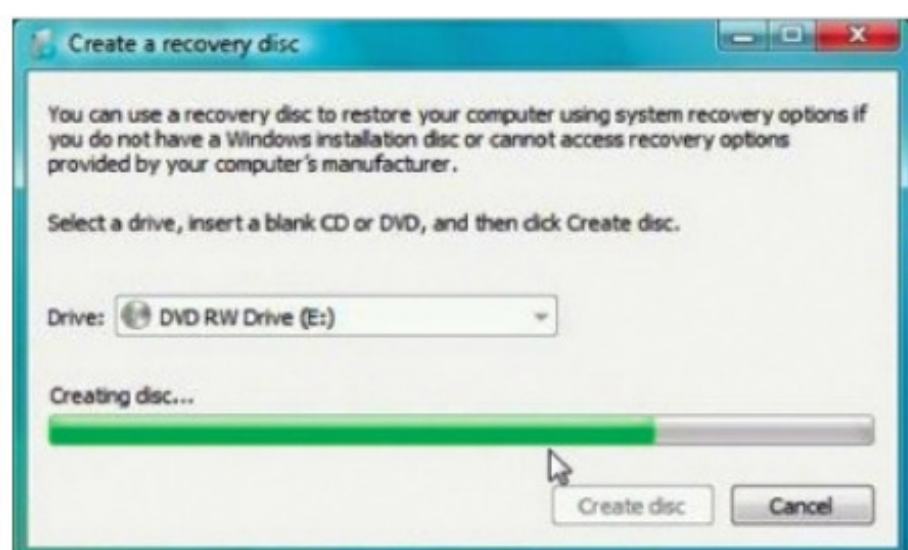 Create a recovery disc
You can use a recovery disc to restore your computer using system recovery options if
you do not have a Windows installation disc or cannot access recovery options
provided by your computer's manufacturer.
Select a drive, insert a blank CD or DVD, and then click Create disc.
Drive: DVD RW Drive (E:)
Creating disc...
Create disc Cancel